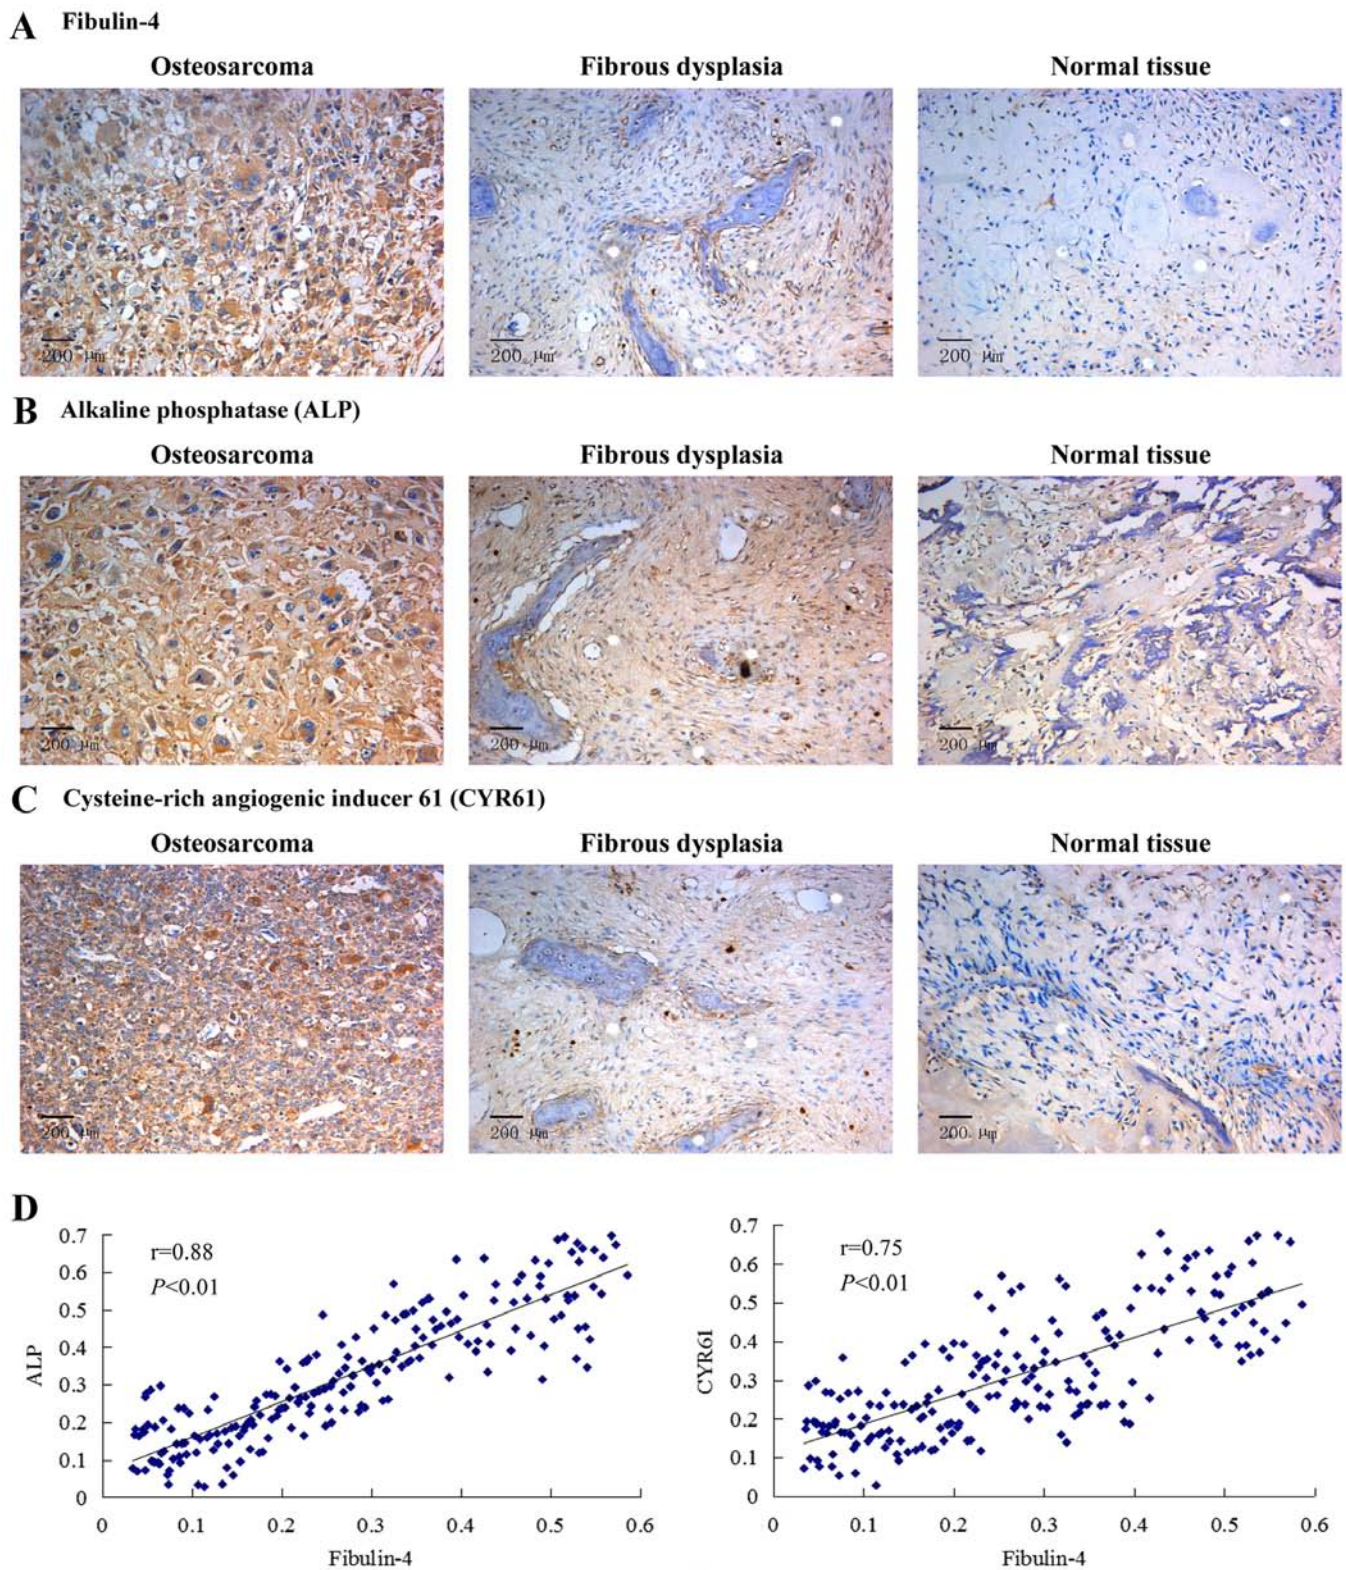 A Fibulin-4
Osteosarcoma Fibrous dysplasia Normal tissue
200 μm 200 μm 200 μm
B Alkaline phosphatase (ALP)
Osteosarcoma Fibrous dysplasia Normal tissue
200 μm 200 μm 200 μm
C Cysteine-rich angiogenic inducer 61 (CYR61)
Osteosarcoma Fibrous dysplasia Normal tissue
200 μm 200 μm 200 μm
D
r=0.88
P<0.01
ALP
0.7
0.6
0.5
0.4
0.3
0.2
0.1
0
0 0.1 0.2 0.3 0.4 0.5 0.6
Fibulin-4
r=0.75
P<0.01
CYR61
0.7
0.6
0.5
0.4
0.3
0.2
0.1
0
0 0.1 0.2 0.3 0.4 0.5 0.6
Fibulin-4